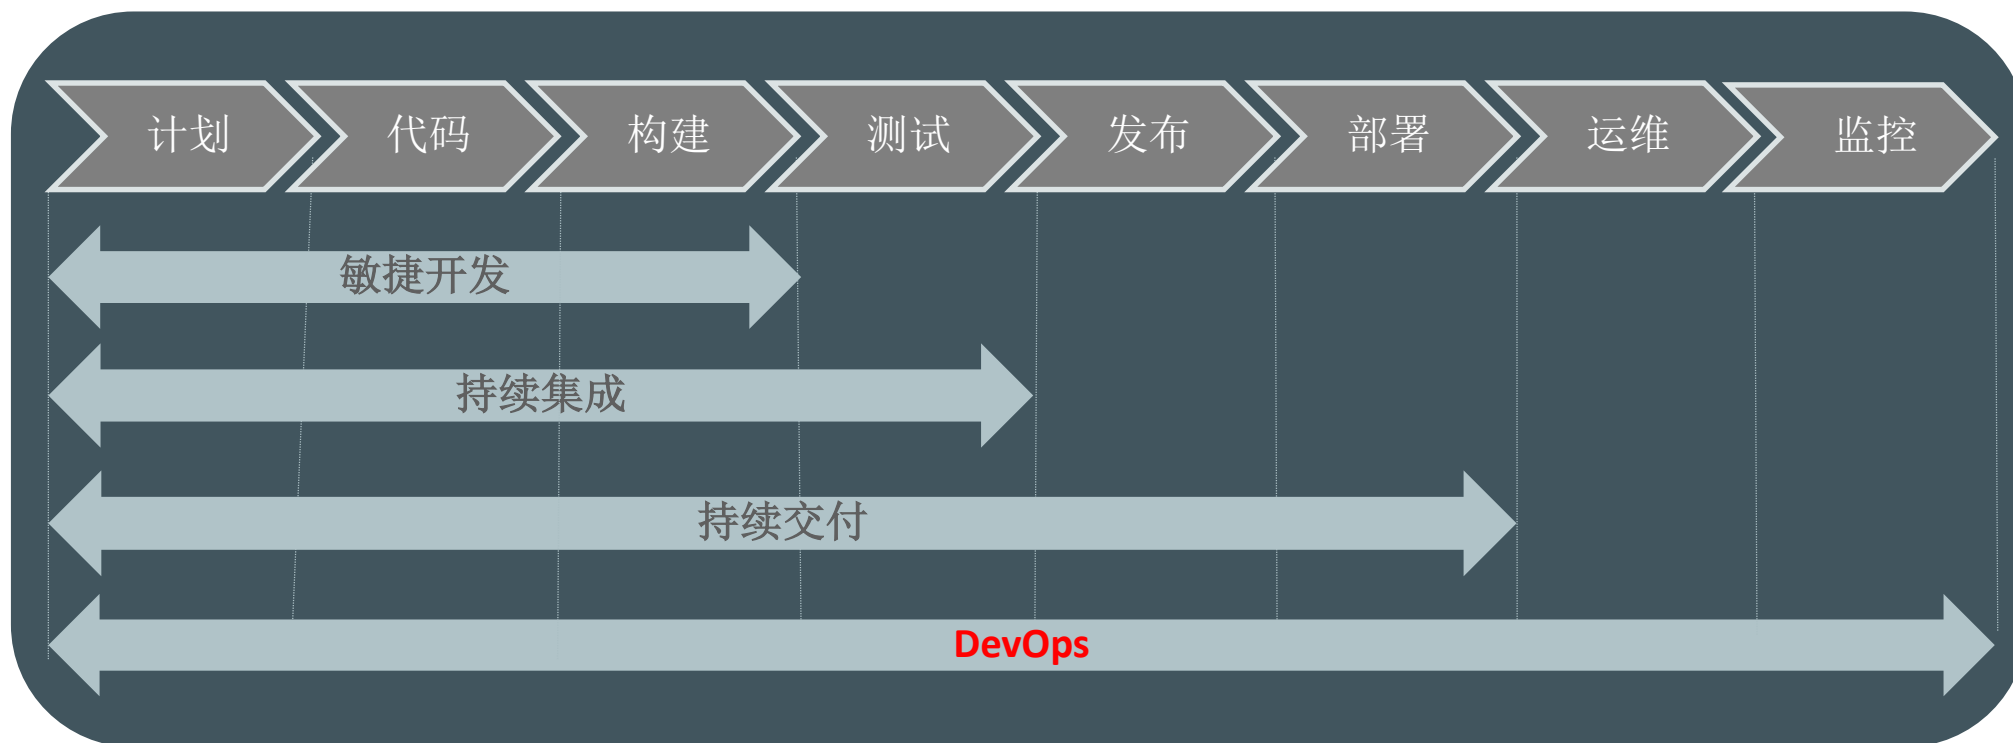 计划 代码 构建 测试 发布 部署 运维 监控
敏捷开发
持续集成
持续交付
DevOps